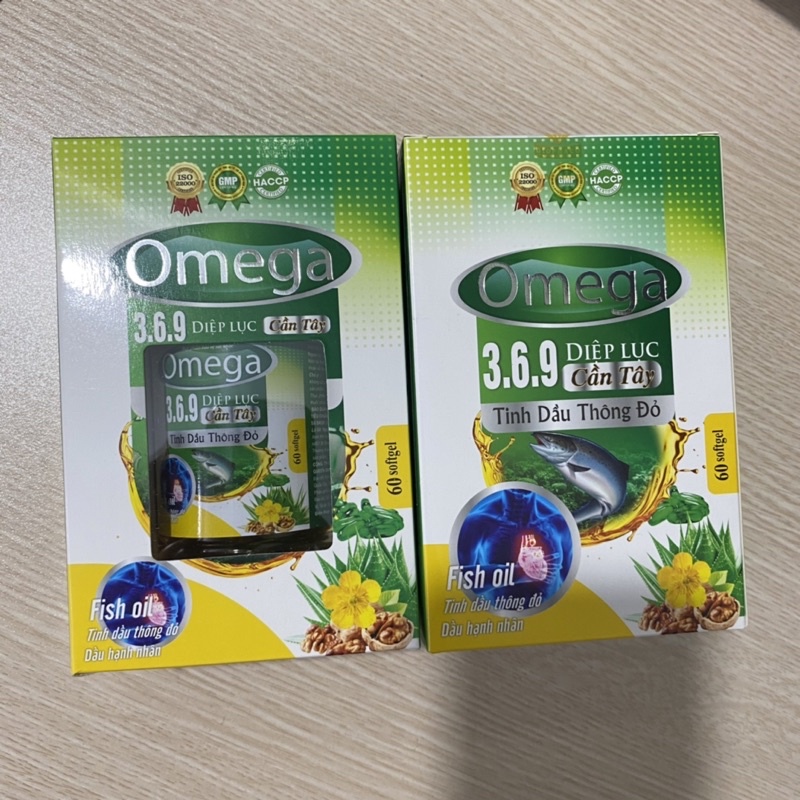 ISO
22000
GMP
HACCP
Omega
3.6.9 DIỆP LỤC Cần Tây
Omega
3.6.9 DIỆP LỤC
Cần Tây
Tinh Dầu Thông Đỏ
60 softgel
60 softgel
Fish oil
Tinh dầu thông đỏ
Dầu hạnh nhân
ISO
22000
GMP
HACCP
Omega
3.6.9 DIỆP LỤC
Cần Tây
Tinh Dầu Thông Đỏ
60 softgel
Fish oil
Tinh dầu thông đỏ
Dầu hạnh nhân